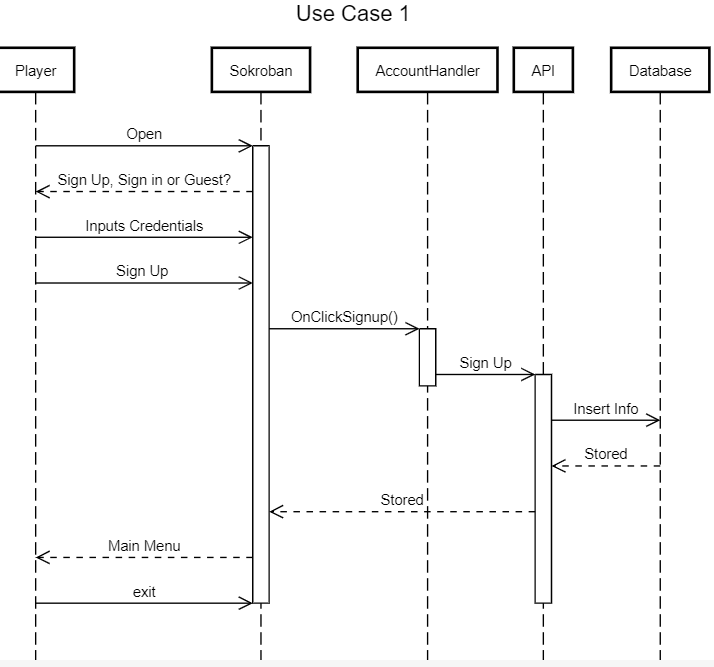 Use Case 1
Player
Sokroban
AccountHandler
API
Database
Open
Sign Up, Sign in or Guest?
Inputs Credentials
Sign Up
OnClickSignup()
Sign Up
Insert Info
Stored
Stored
Main Menu
exit